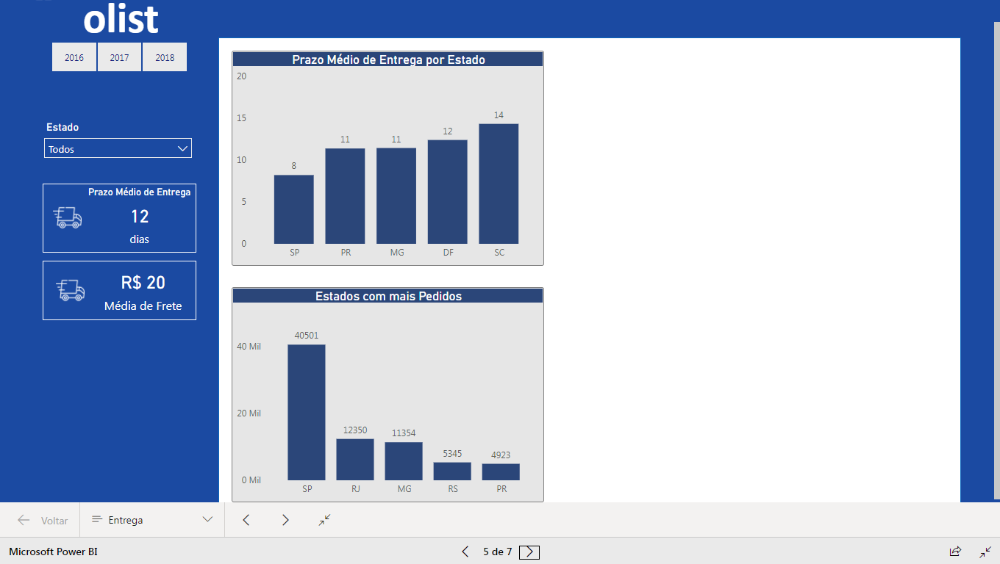 olist
2016 2017 2018
Estado
Todos
Prazo Médio de Entrega
12
dias
R$ 20
Média de Frete
Prazo Médio de Entrega por Estado
20
15
10
5
0
8 11 11 12 14
SP PR MG DF SC
Estados com mais Pedidos
40 Mil
20 Mil
0 Mil
40501 12350 11354 5345 4923
SP RJ MG RS PR
Voltar Entrega
Microsoft Power BI 5 de 7